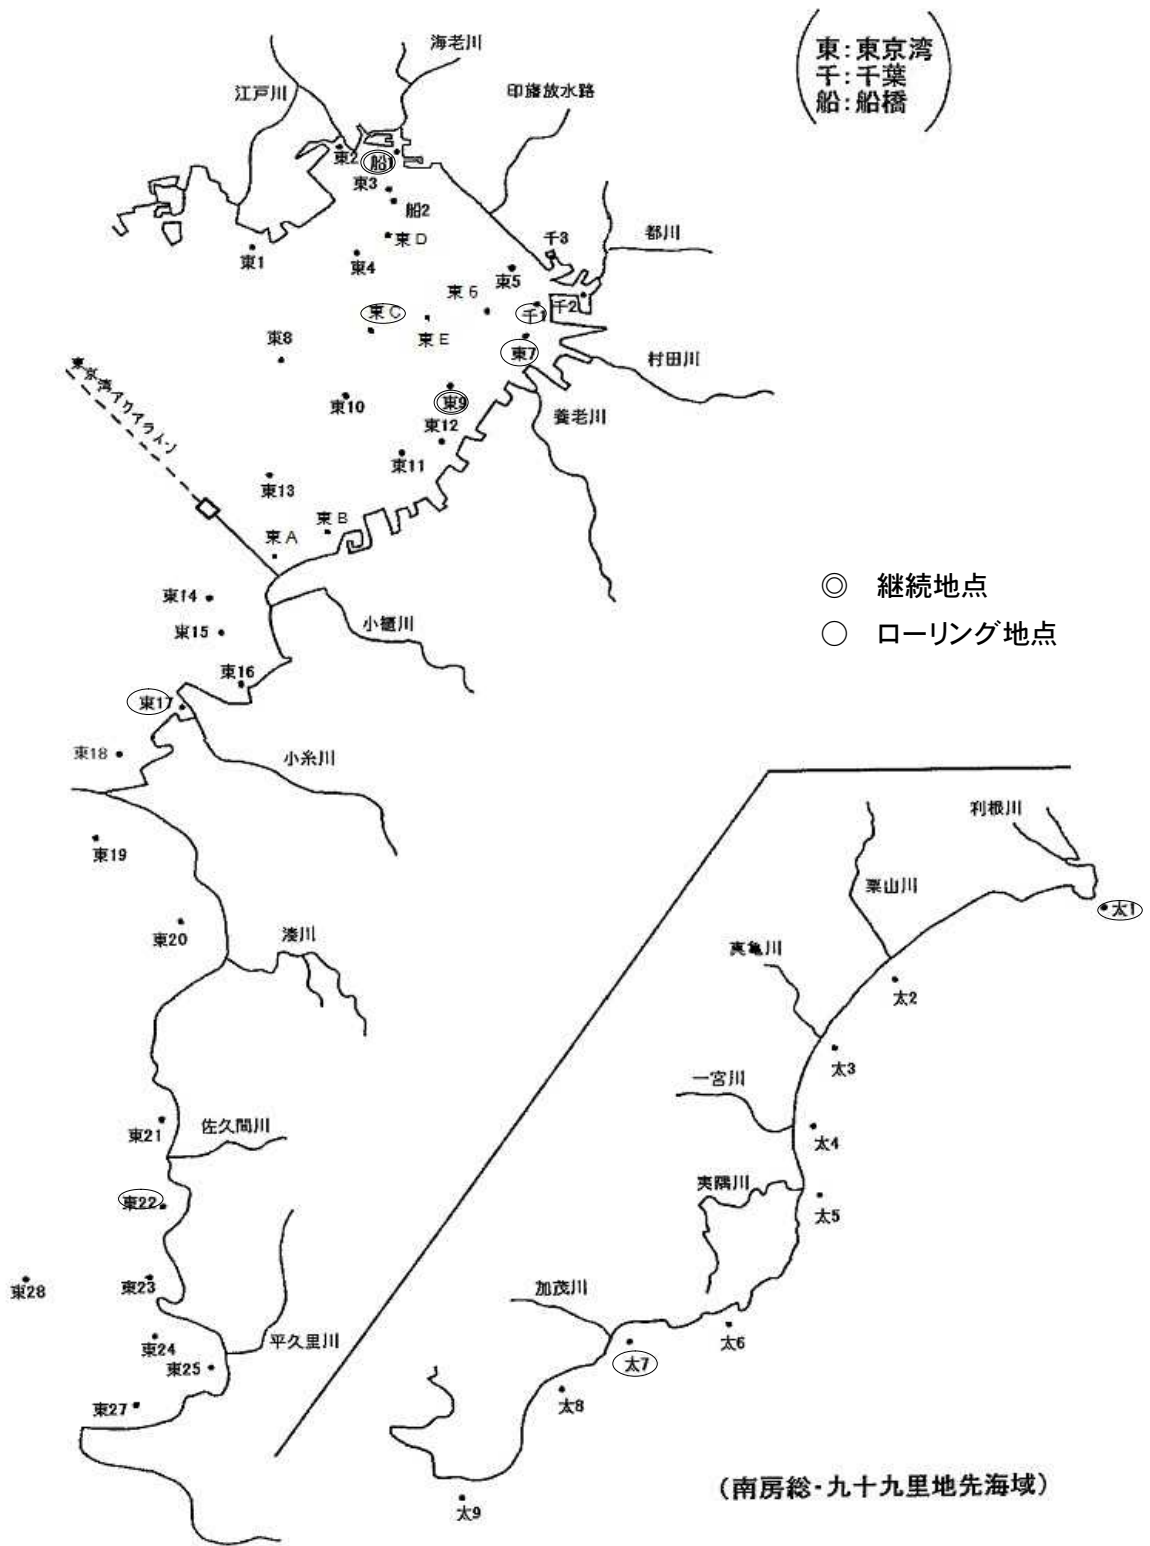 東:東京湾
千:千葉
船:船橋
海老川
江戸川
印旛放水路
東2
船1
東3
船2
東D
千3
都川
東1
東4
東5
東6
千1
千2
東C
東E
東8
東7
村田川
東京湾アクアライン
東10
東9
養老川
東12
東11
東13
東B
東A
◎ 継続地点
○ ローリング地点
東14
東15
小櫃川
東16
東17
東18
小糸川
東19
東20
湊川
東21
佐久間川
東22
東23
東28
東24
平久里川
東25
東27
利根川
栗山川
太1
真亀川
太2
太3
一宮川
太4
夷隅川
太5
加茂川
太6
太7
太8
太9
(南房総・九十九里地先海域)